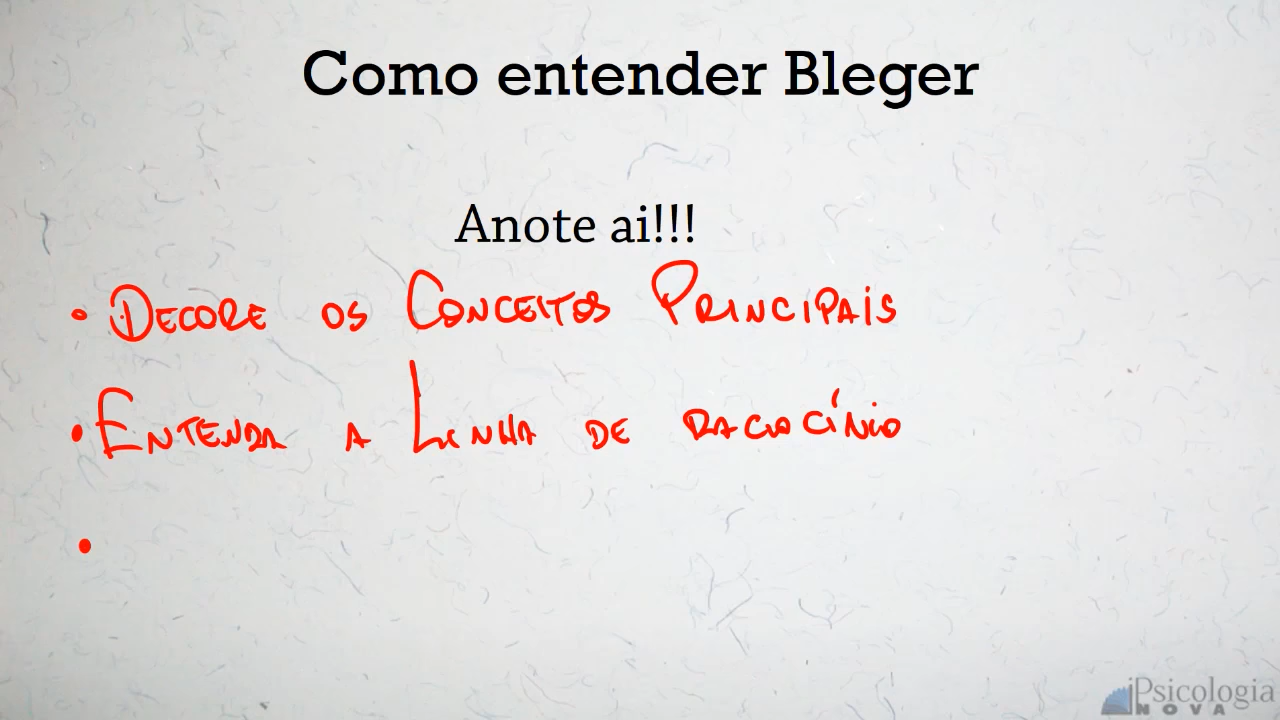 Como entender Bleger
Anote ai!!!
• DECORE OS CONCEITOS PRINCIPAIS
• ENTENDA A LINHA DE RACIOCÍNIO
•
Psicologia
NOVA